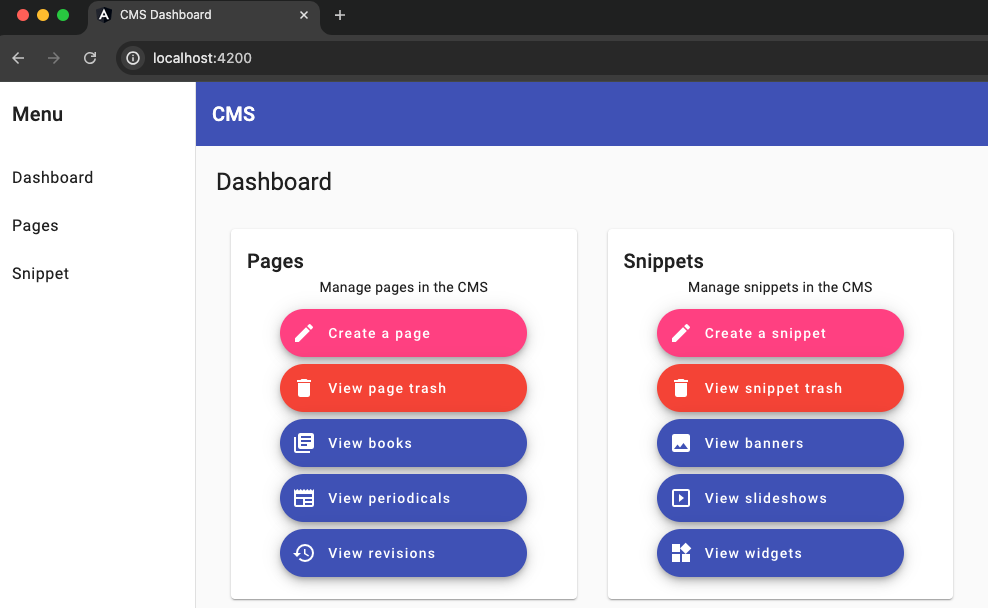 CMS Dashboard
localhost:4200
Menu
Dashboard
Pages
Snippet
CMS
Dashboard
Pages
Manage pages in the CMS
Create a page
View page trash
View books
View periodicals
View revisions
Snippets
Manage snippets in the CMS
Create a snippet
View snippet trash
View banners
View slideshows
View widgets